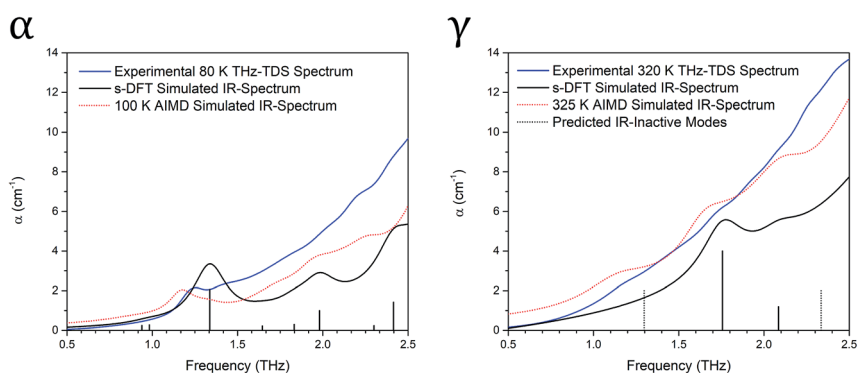 α
14
12
10
8
6
4
2
0
α (cm⁻¹)
Experimental 80 K THz-TDS Spectrum
s-DFT Simulated IR-Spectrum
100 K AIMD Simulated IR-Spectrum
0.5 1.0 1.5 2.0 2.5
Frequency (THz)
γ
14
12
10
8
6
4
2
0
α (cm⁻¹)
Experimental 320 K THz-TDS Spectrum
s-DFT Simulated IR-Spectrum
325 K AIMD Simulated IR-Spectrum
Predicted IR-Inactive Modes
0.5 1.0 1.5 2.0 2.5
Frequency (THz)